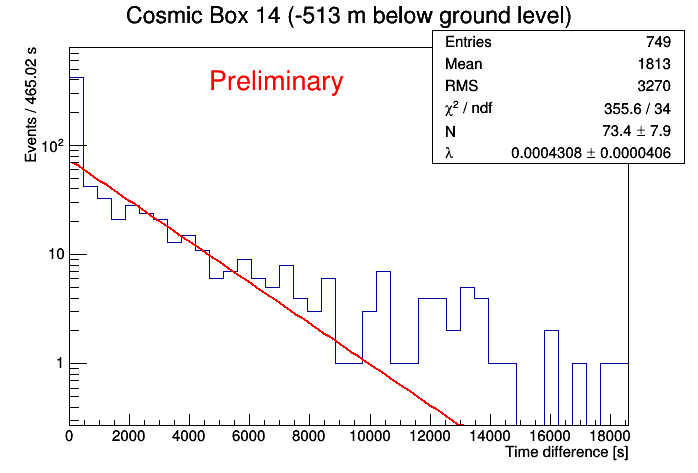 Cosmic Box 14 (-513 m below ground level)
Entries 749
Mean 1813
RMS 3270
χ² / ndf 355.6 / 34
N 73.4 ± 7.9
λ 0.0004308 ± 0.0000406
Preliminary
Events / 465.02 s
10²
10
1
0 2000 4000 6000 8000 10000 12000 14000 16000 18000
Time difference [s]